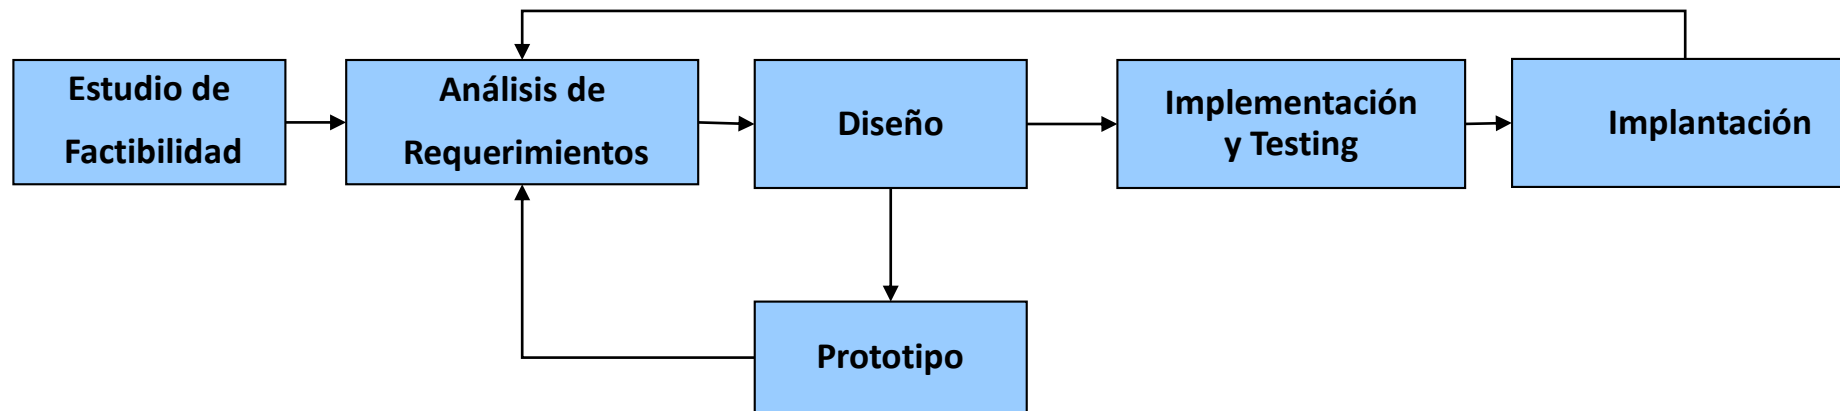 Estudio de
Factibilidad
Análisis de
Requerimientos
Diseño
Implementación
y Testing
Implantación
Prototipo